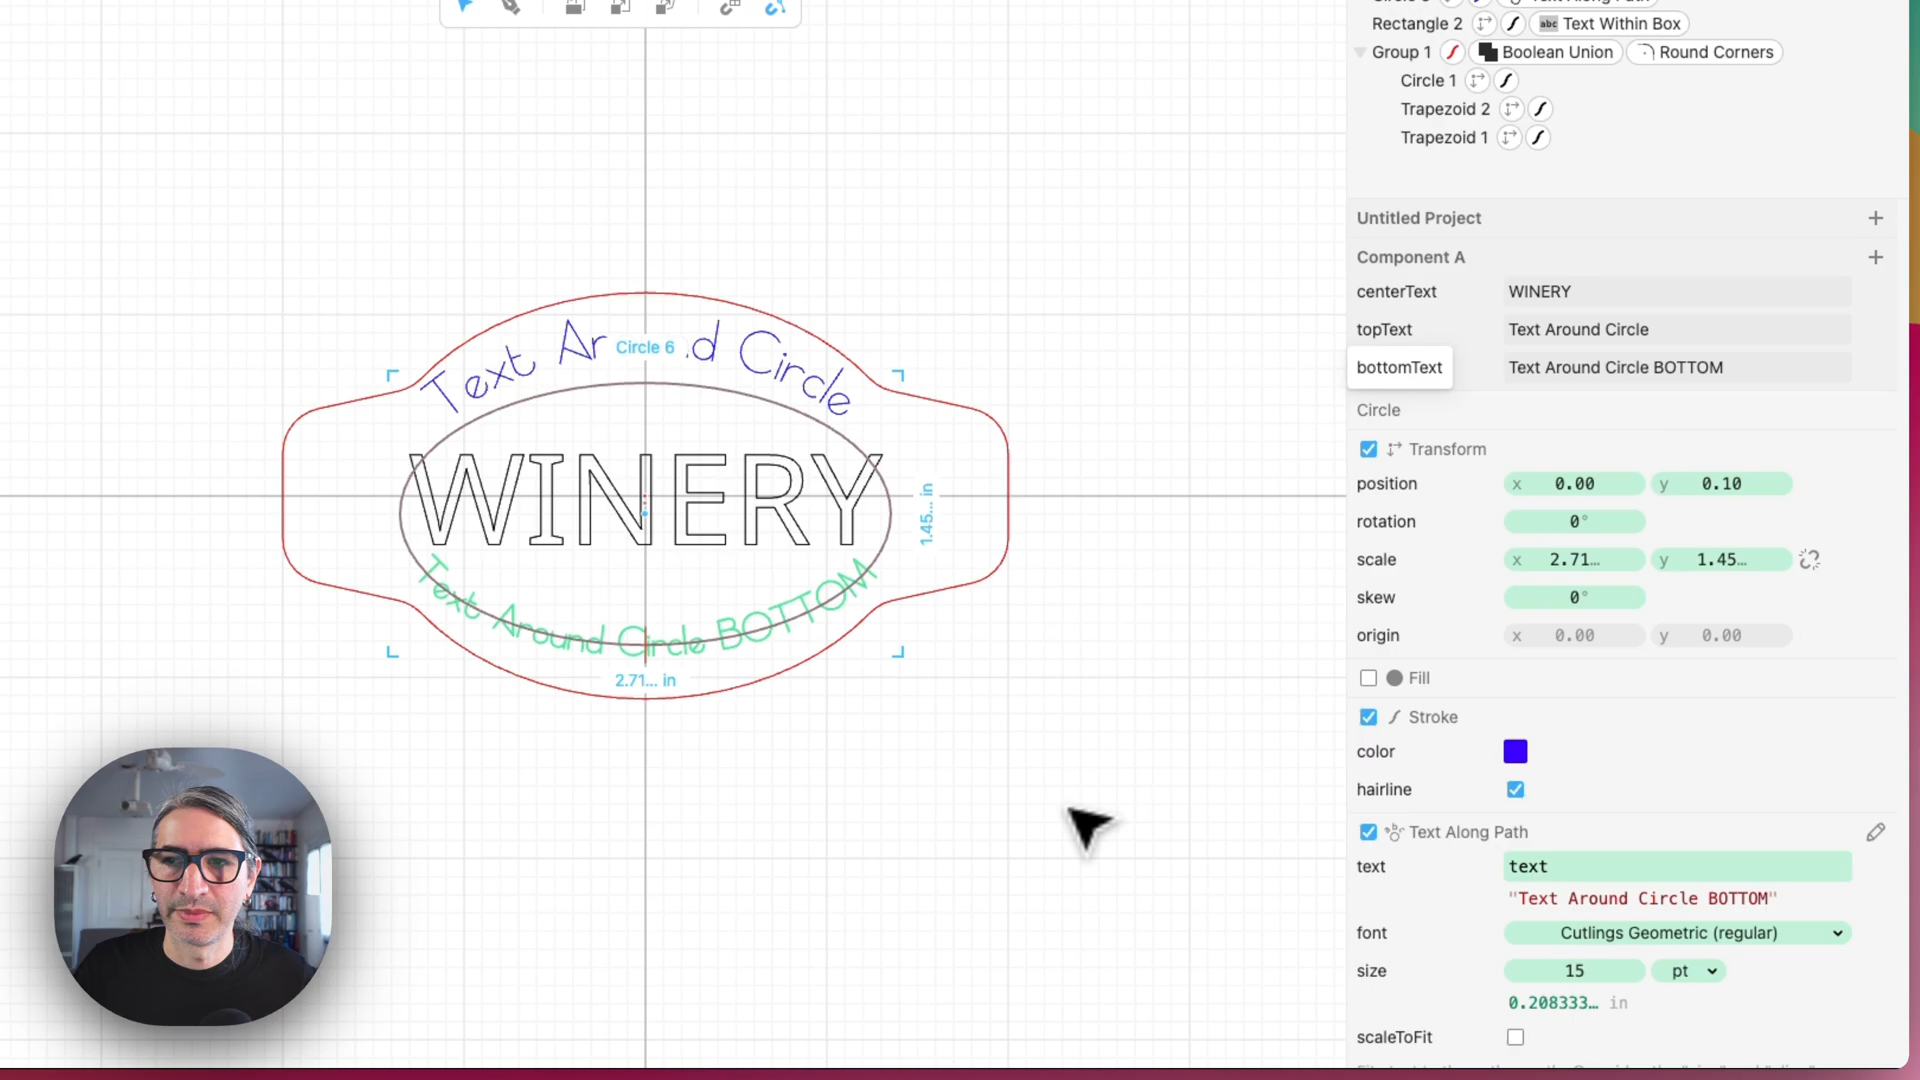 Rectangle 2 abc Text Within Box
Group 1 Boolean Union Round Corners
Circle 1
Trapezoid 2
Trapezoid 1
Untitled Project
Component A
centerText WINERY
topText Text Around Circle
bottomText Text Around Circle BOTTOM
Circle
Transform
position x 0.00 y 0.10
rotation 0°
scale x 2.71… y 1.45…
skew 0°
origin x 0.00 y 0.00
Fill
Stroke
color
hairline
Text Along Path
text text
"Text Around Circle BOTTOM"
font Cutlings Geometric (regular)
size 15 pt
0.208333… in
scaleToFit
Text Ar d Circle
Circle 6
WINERY
1.45… in
Text Around Circle BOTTOM
2.71… in